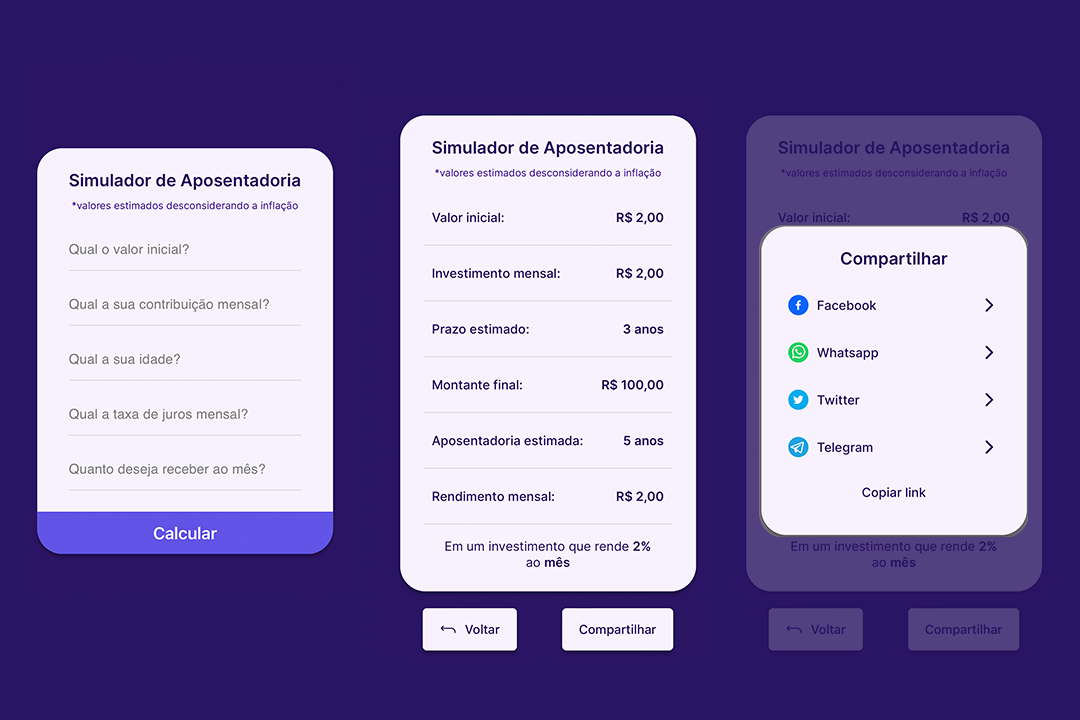 Simulador de Aposentadoria
*valores estimados desconsiderando a inflação
Qual o valor inicial?
Qual a sua contribuição mensal?
Qual a sua idade?
Qual a taxa de juros mensal?
Quanto deseja receber ao mês?
Calcular
Simulador de Aposentadoria
*valores estimados desconsiderando a inflação
Valor inicial: R$ 2,00
Investimento mensal: R$ 2,00
Prazo estimado: 3 anos
Montante final: R$ 100,00
Aposentadoria estimada: 5 anos
Rendimento mensal: R$ 2,00
Em um investimento que rende 2%
ao mês
Voltar
Compartilhar
Simulador de Aposentadoria
*valores estimados desconsiderando a inflação
Valor inicial: R$ 2,00
Compartilhar
Facebook
Whatsapp
Twitter
Telegram
Copiar link
Em um investimento que rende 2%
ao mês
Voltar
Compartilhar